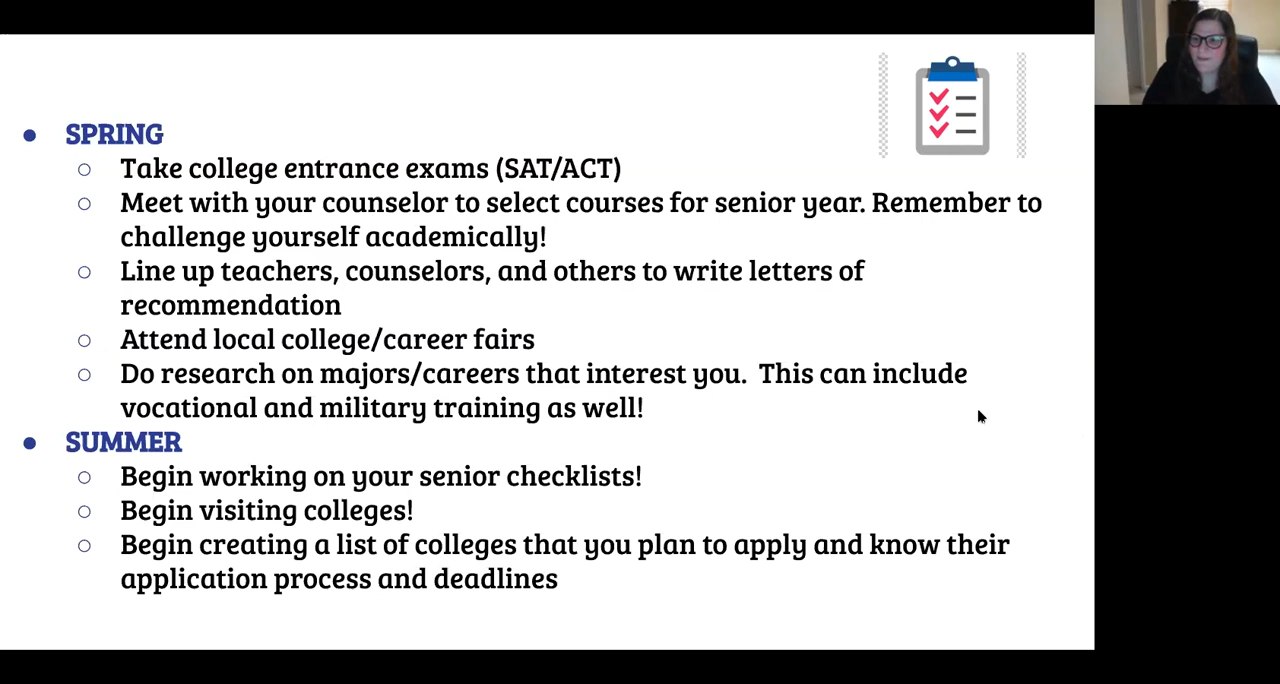 SPRING
Take college entrance exams (SAT/ACT)
Meet with your counselor to select courses for senior year. Remember to
challenge yourself academically!
Line up teachers, counselors, and others to write letters of
recommendation
Attend local college/career fairs
Do research on majors/careers that interest you.  This can include
vocational and military training as well!
SUMMER
Begin working on your senior checklists!
Begin visiting colleges!
Begin creating a list of colleges that you plan to apply and know their
application process and deadlines